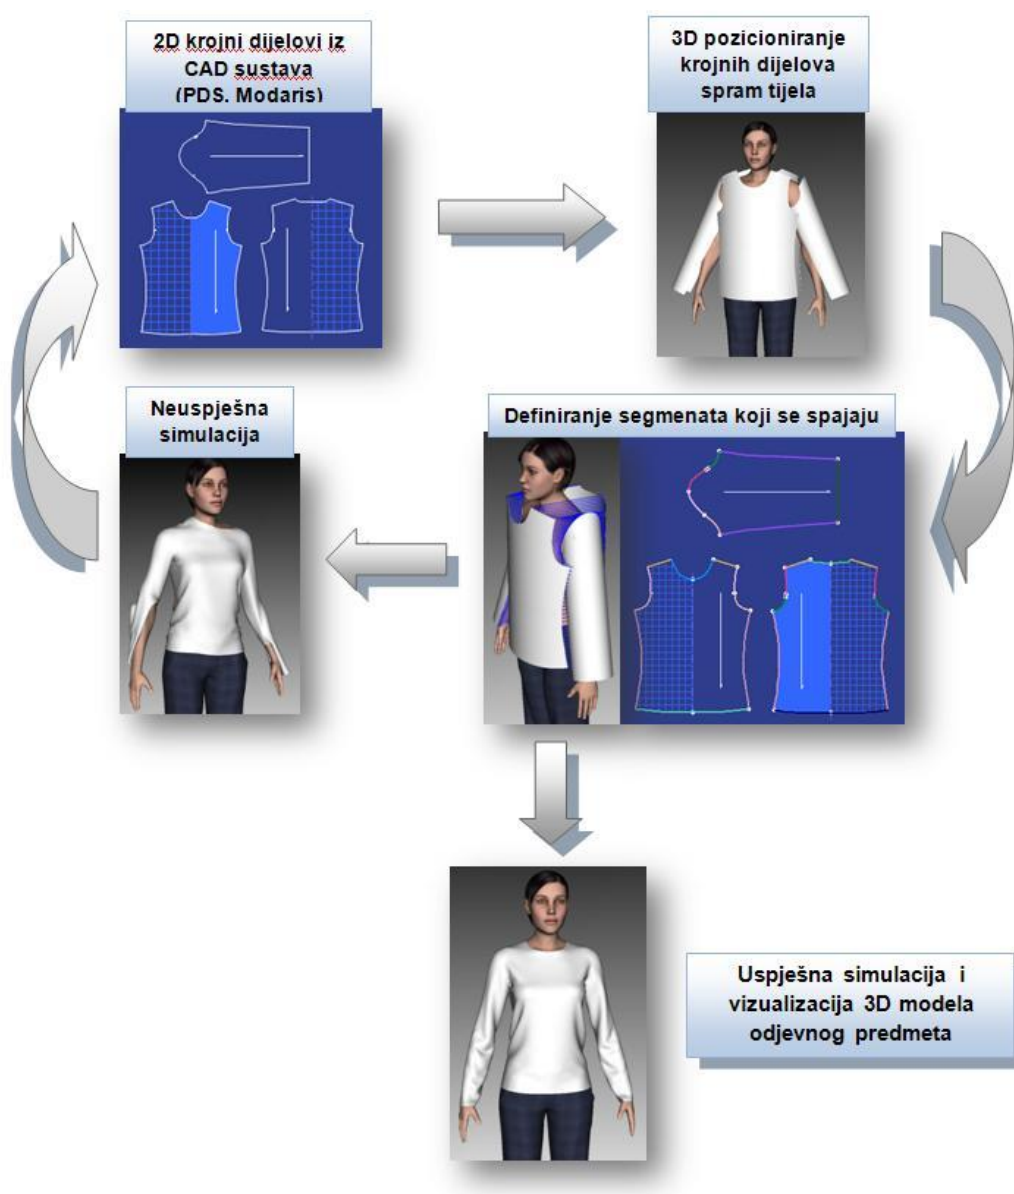 2D krojni dijelovi iz
CAD sustava
(PDS, Modaris)
3D pozicioniranje
krojnih dijelova
spram tijela
Neuspješna
simulacija
Definiranje segmenata koji se spajaju
Uspješna simulacija i
vizualizacija 3D modela
odjevnog predmeta